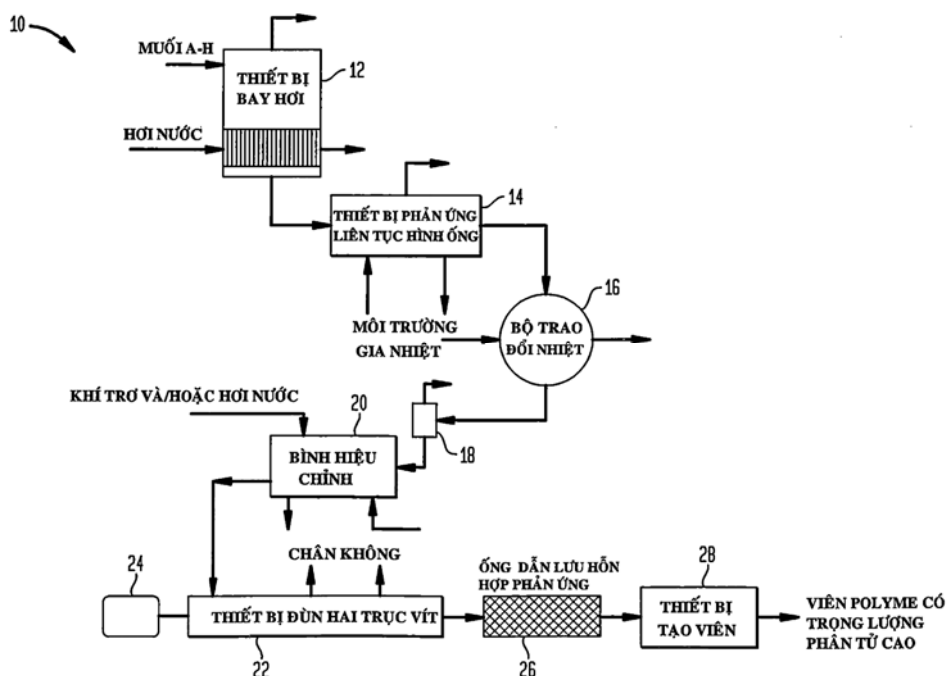 10
MUỐI A-H
THIẾT BỊ
BAY HƠI
12
HƠI NƯỚC
14
THIẾT BỊ PHẢN ỨNG
LIÊN TỤC HÌNH ỐNG
16
MÔI TRƯỜNG
GIA NHIỆT
BỘ TRAO
ĐỔI NHIỆT
KHÍ TRƠ VÀ/HOẶC HƠI NƯỚC
20
18
BÌNH HIỆU
CHỈNH
CHÂN KHÔNG
24
THIẾT BỊ ĐÙN HAI TRỤC VÍT
22
ỐNG DẪN LƯU HỖN
HỢP PHẢN ỨNG
26
28
THIẾT BỊ
TẠO VIÊN
VIÊN POLYME CÓ
TRỌNG LƯỢNG
PHÂN TỬ CAO